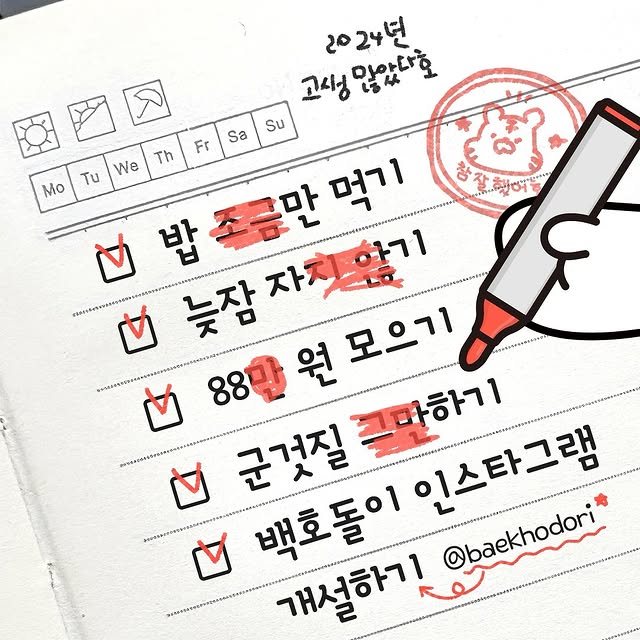 2024년
고생 많았다호
참 잘했어호
Mo Tu We Th Fr Sa Su
밥 조금만 먹기
늦잠 자지 않기
88만 원 모으기
군것질 그만하기
백호돌이 인스타그램
개설하기 @baekhodori